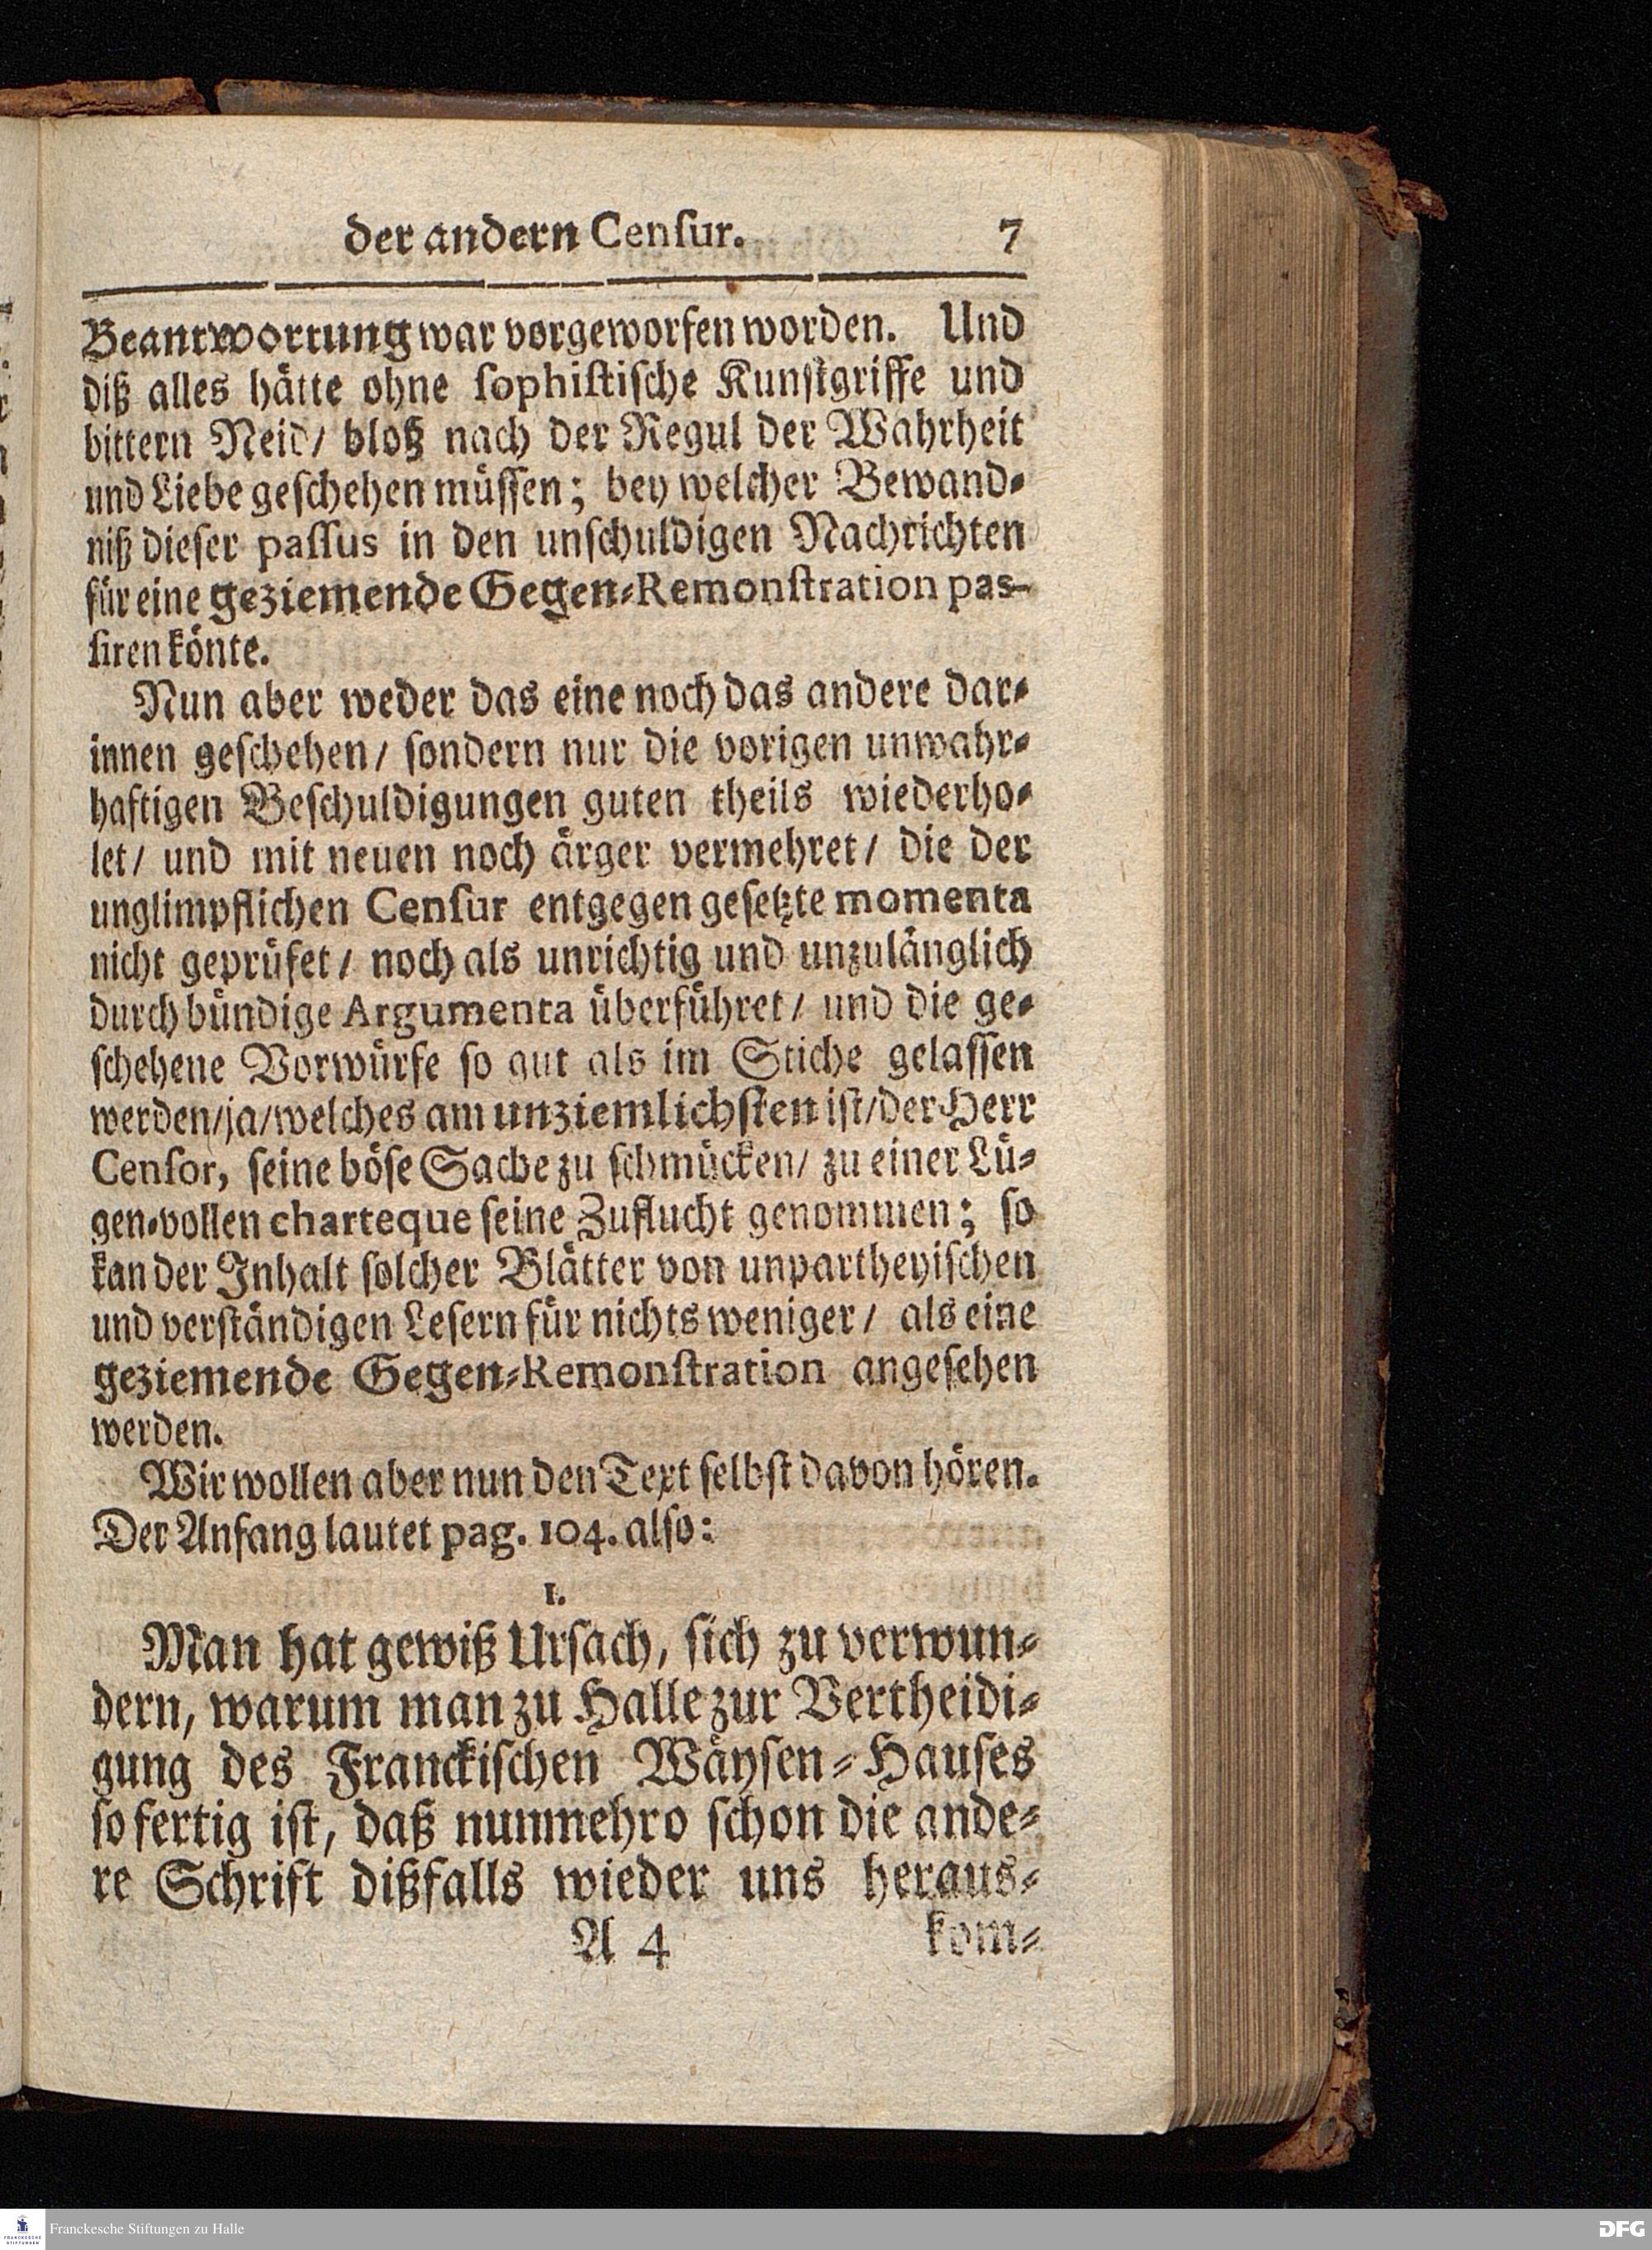 der andern Cenſur. 7
Beantwortung war vorgeworfen worden. Und
diß alles hätte ohne ſophiſtiſche Kunſtgriffe und
bittern Neid/ bloß nach der Regul der Wahrheit
und Liebe geſchehen müſſen; bey welcher Bewand⸗
niß dieſer paſſus in den unſchuldigen Nachrichten
für eine geziemende Gegen⸗Remonſtration paſ-
ſiren könte.
Nun aber weder das eine noch das andere dar⸗
innen geſchehen/ ſondern nur die vorigen unwahr⸗
haftigen Beſchuldigungen guten theils wiederho⸗
let/ und mit neuen noch ärger vermehret/ die der
unglimpflichen Cenſur entgegen geſetzte momenta
nicht geprüfet/ noch als unrichtig und unzulänglich
durch bündige Argumenta überführet/ und die ge⸗
ſchehene Vorwürfe ſo gut als im Stiche gelaſſen
werden/ja/welches am unziemlichſten iſt/der Herr
Cenſor, ſeine böſe Sache zu ſchmücken/ zu einer Lü⸗
gen⸗vollen charteque ſeine Zuflucht genommen; ſo
kan der Inhalt ſolcher Blätter von unpartheyiſchen
und verſtändigen Leſern für nichts weniger/ als eine
geziemende Gegen⸗Remonſtration angeſehen
werden.
Wir wollen aber nun den Text ſelbſt davon hören.
Der Anfang lautet pag. 104. alſo:
I.
Man hat gewiß Urſach, ſich zu verwun⸗
dern, warum man zu Halle zur Vertheidi⸗
gung des Franckiſchen Wäyſen⸗Hauſes
ſo fertig iſt, daß nunmehro ſchon die ande⸗
re Schrift dißfalls wieder uns heraus⸗
A 4 kom⸗
Franckesche Stiftungen zu Halle
FRANCKESCHE STIFTUNGEN
DFG